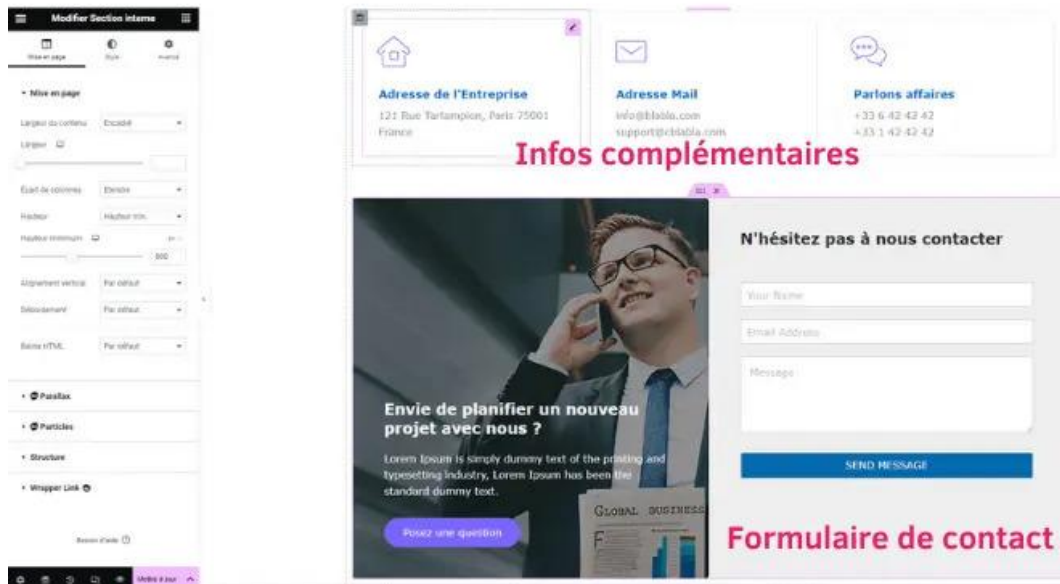 Modifier Section interne
Mise en page
Style
Avancé
Mise en page
Largeur du contenu
Encadré
Largeur
Écart de colonnes
Étendre
Hauteur
Hauteur min.
Hauteur minimum
px
Alignement vertical
Par défaut
Débordement
Par défaut
Balise HTML
Par défaut
Parallax
Particles
Structure
Wrapper Link
Besoin d'aide
Mettre à jour
Adresse de l'Entreprise
121 Rue Tartampion, Paris 75001
France
Adresse Mail
info@blabla.com
support@cblabla.com
Parlons affaires
+33 6 42 42 42
+33 1 42 42 42
Infos complémentaires
Envie de planifier un nouveau
projet avec nous ?
Lorem Ipsum is simply dummy text of the printing and
typesetting industry, Lorem Ipsum has been the
standard dummy text.
Posez une question
GLOBAL BUSINESS
N'hésitez pas à nous contacter
Your Name
Email Address
Message
SEND MESSAGE
Formulaire de contact